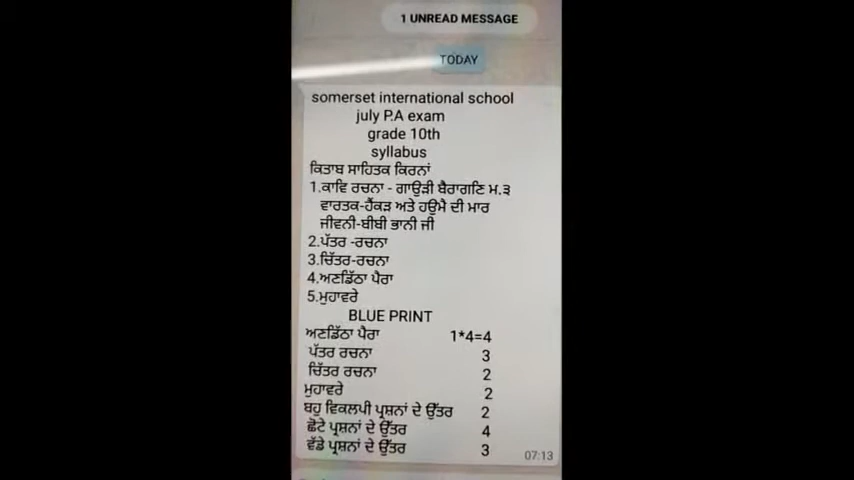 1 UNREAD MESSAGE
TODAY
somerset international school
july P.A exam
grade 10th
syllabus
ਕਿਤਾਬ ਸਾਹਿਤਕ ਕਿਰਨਾਂ
1.ਕਾਵਿ ਰਚਨਾ - ਗਾਉੜੀ ਬੈਰਾਗਣਿ ਮ.੩
ਵਾਰਤਕ-ਹੈਂਕੜ ਅਤੇ ਹਉਮੈ ਦੀ ਮਾਰ
ਜੀਵਨੀ-ਬੀਬੀ ਭਾਨੀ ਜੀ
2.ਪੱਤਰ -ਰਚਨਾ
3.ਚਿੱਤਰ-ਰਚਨਾ
4.ਅਣਡਿੱਠਾ ਪੈਰਾ
5.ਮੁਹਾਵਰੇ
BLUE PRINT
ਅਣਡਿੱਠਾ ਪੈਰਾ 1*4=4
ਪੱਤਰ ਰਚਨਾ 3
ਚਿੱਤਰ ਰਚਨਾ 2
ਮੁਹਾਵਰੇ 2
ਬਹੁ ਵਿਕਲਪੀ ਪ੍ਰਸ਼ਨਾਂ ਦੇ ਉੱਤਰ 2
ਛੋਟੇ ਪ੍ਰਸ਼ਨਾਂ ਦੇ ਉੱਤਰ 4
ਵੱਡੇ ਪ੍ਰਸ਼ਨਾਂ ਦੇ ਉੱਤਰ 3
07:13